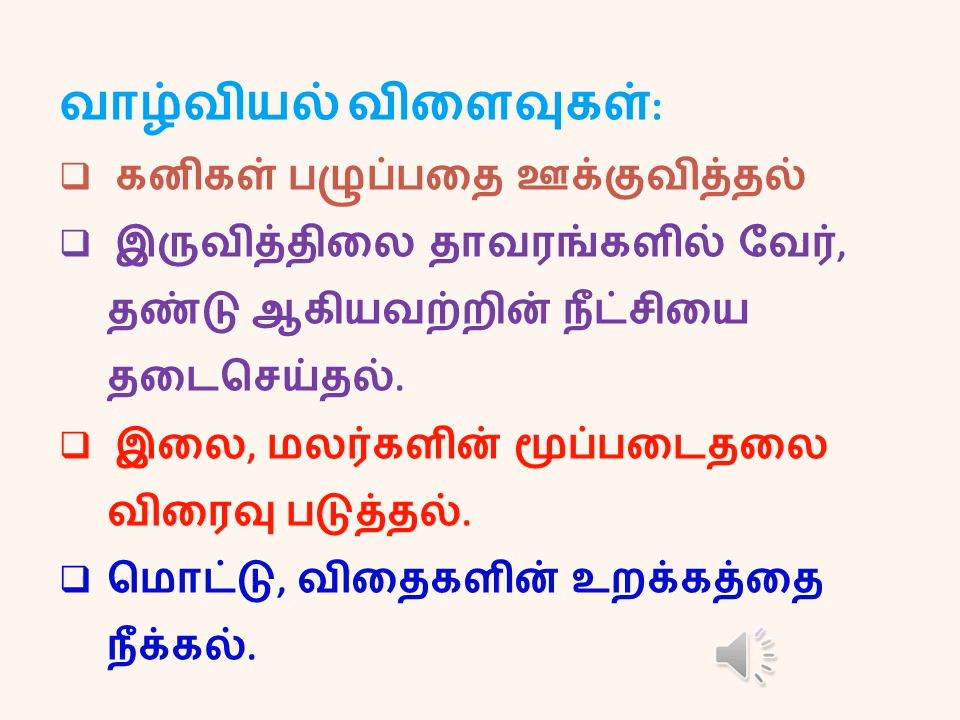 வாழ்வியல் விளைவுகள்:
❑ கனிகள் பழுப்பதை ஊக்குவித்தல்
❑ இருவித்திலை தாவரங்களில் வேர்,
தண்டு ஆகியவற்றின் நீட்சியை
தடைசெய்தல்.
❑ இலை, மலர்களின் மூப்படைதலை
விரைவு படுத்தல்.
❑ மொட்டு, விதைகளின் உறக்கத்தை
நீக்கல்.